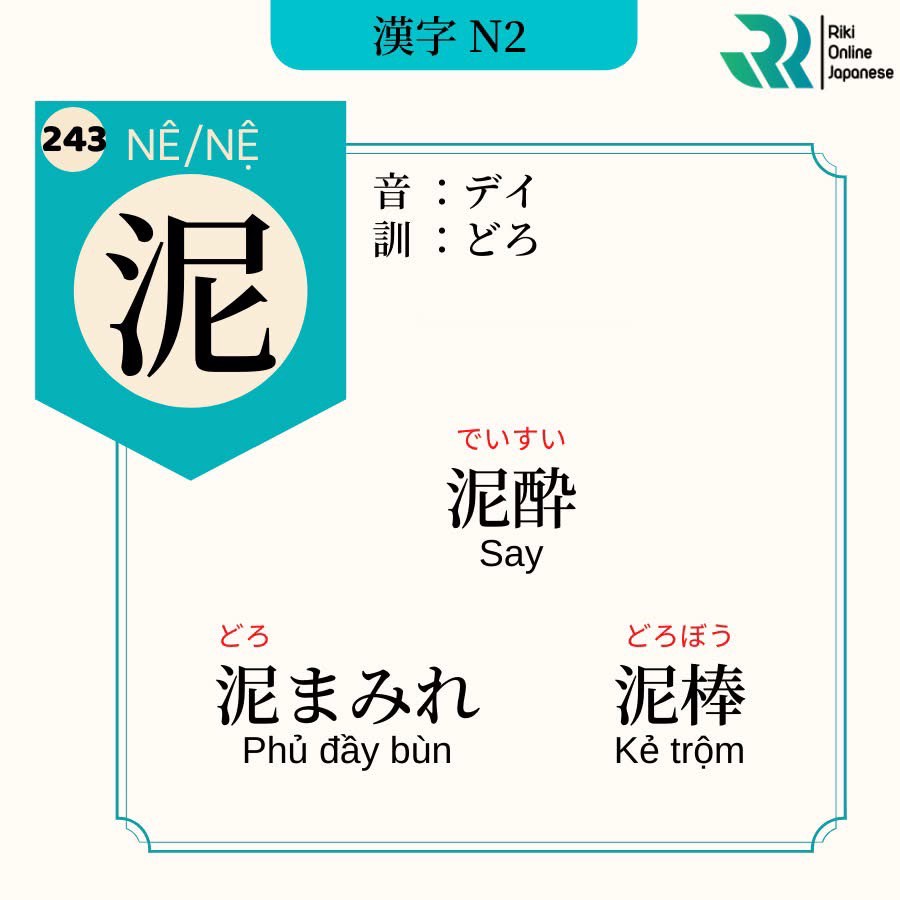 漢字 N2
Riki
Online
Japanese
243
NÊ/NỆ
泥
音 ：デイ
訓 ：どろ
でいすい
泥酔
Say
どろ
泥まみれ
Phủ đầy bùn
どろぼう
泥棒
Kẻ trộm